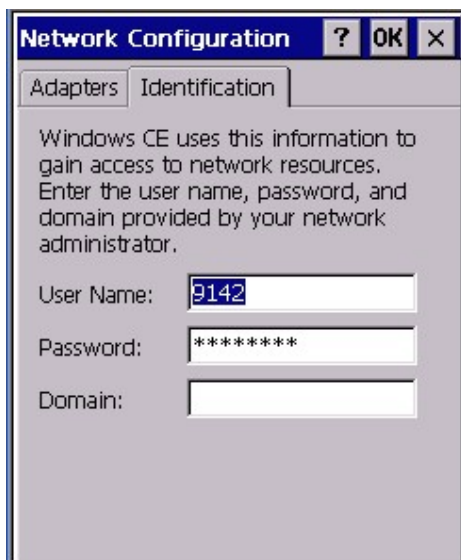 Network Configuration ? OK ×
Adapters Identification
Windows CE uses this information to
gain access to network resources.
Enter the user name, password, and
domain provided by your network
administrator.
User Name: 9142
Password: ********
Domain: